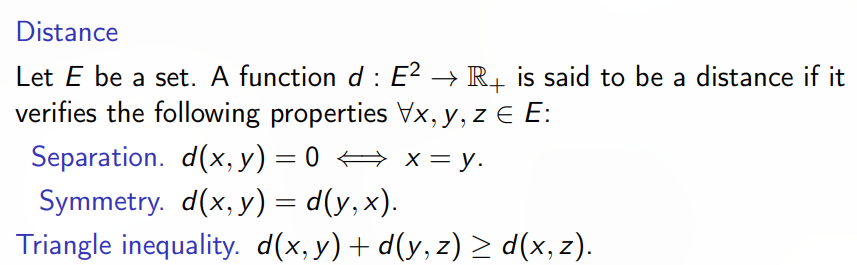 Distance
Let E be a set. A function d : E² → ℝ₊ is said to be a distance if it
verifies the following properties ∀x, y, z ∈ E:
Separation. d(x, y) = 0 ⟺ x = y.
Symmetry. d(x, y) = d(y, x).
Triangle inequality. d(x, y) + d(y, z) ≥ d(x, z).